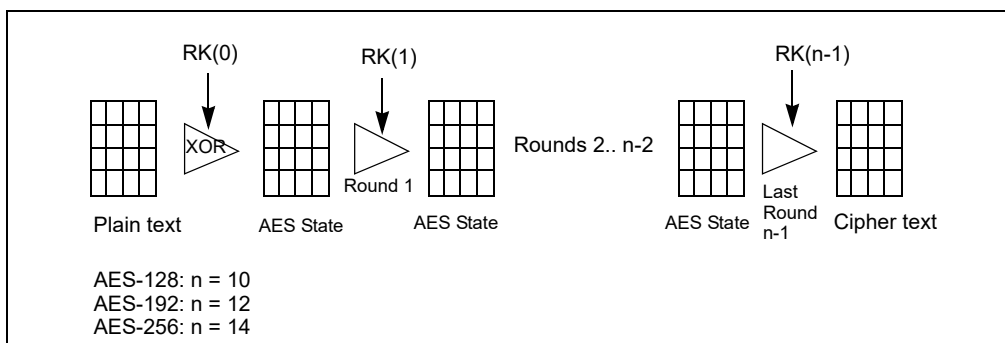 RK(0)
RK(1)
RK(n-1)
XOR
Rounds 2.. n-2
Round 1
Last
Round
n-1
Plain text
AES State
AES State
AES State
Cipher text
AES-128: n = 10
AES-192: n = 12
AES-256: n = 14